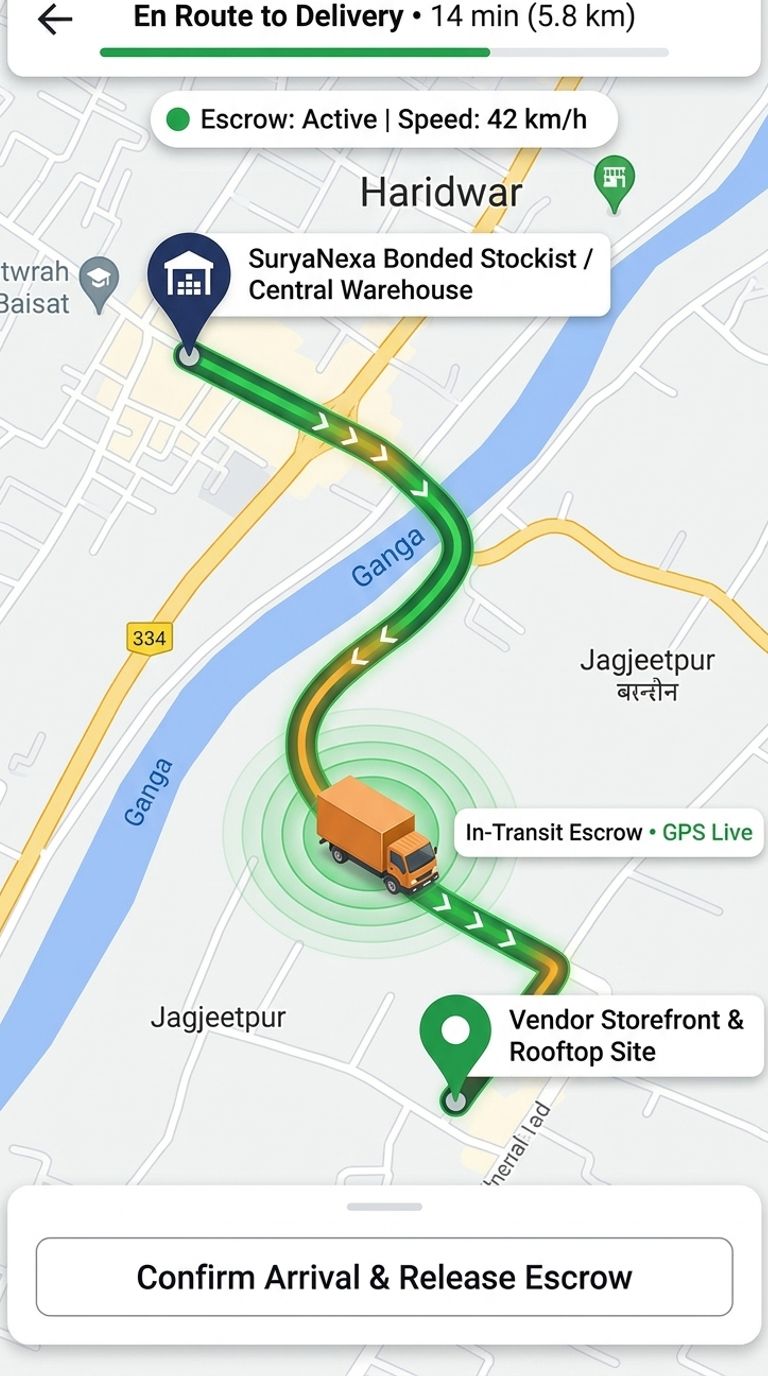 En Route to Delivery • 14 min (5.8 km)
Escrow: Active | Speed: 42 km/h
Haridwar
SuryaNexa Bonded Stockist /
Central Warehouse
twrah
Baisat
Ganga
334
Jagjeetpur
Ganga
In-Transit Escrow • GPS Live
Jagjeetpur
Vendor Storefront &
Rooftop Site
Confirm Arrival & Release Escrow